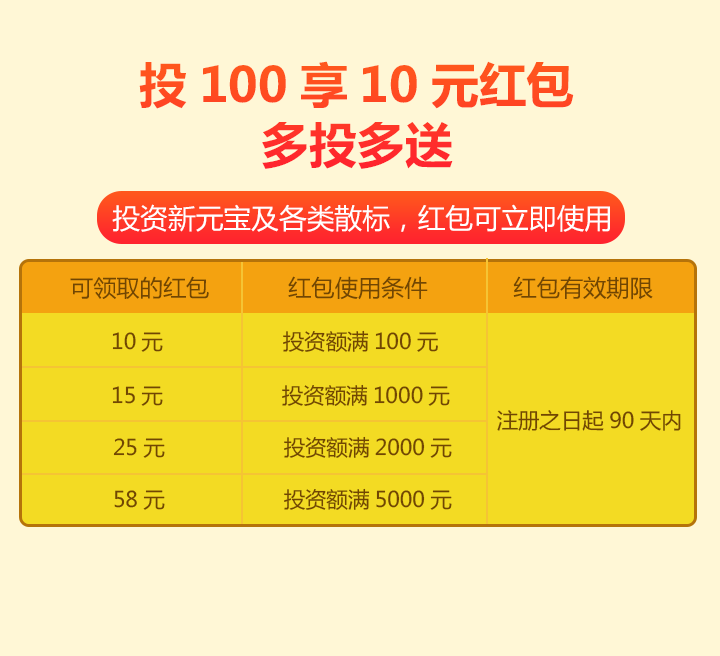 投 100 享 10 元红包
多投多送
投资新元宝及各类散标，红包可立即使用
可领取的红包 红包使用条件 红包有效期限
10 元 投资额满 100 元
15 元 投资额满 1000 元
注册之日起 90 天内
25 元 投资额满 2000 元
58 元 投资额满 5000 元